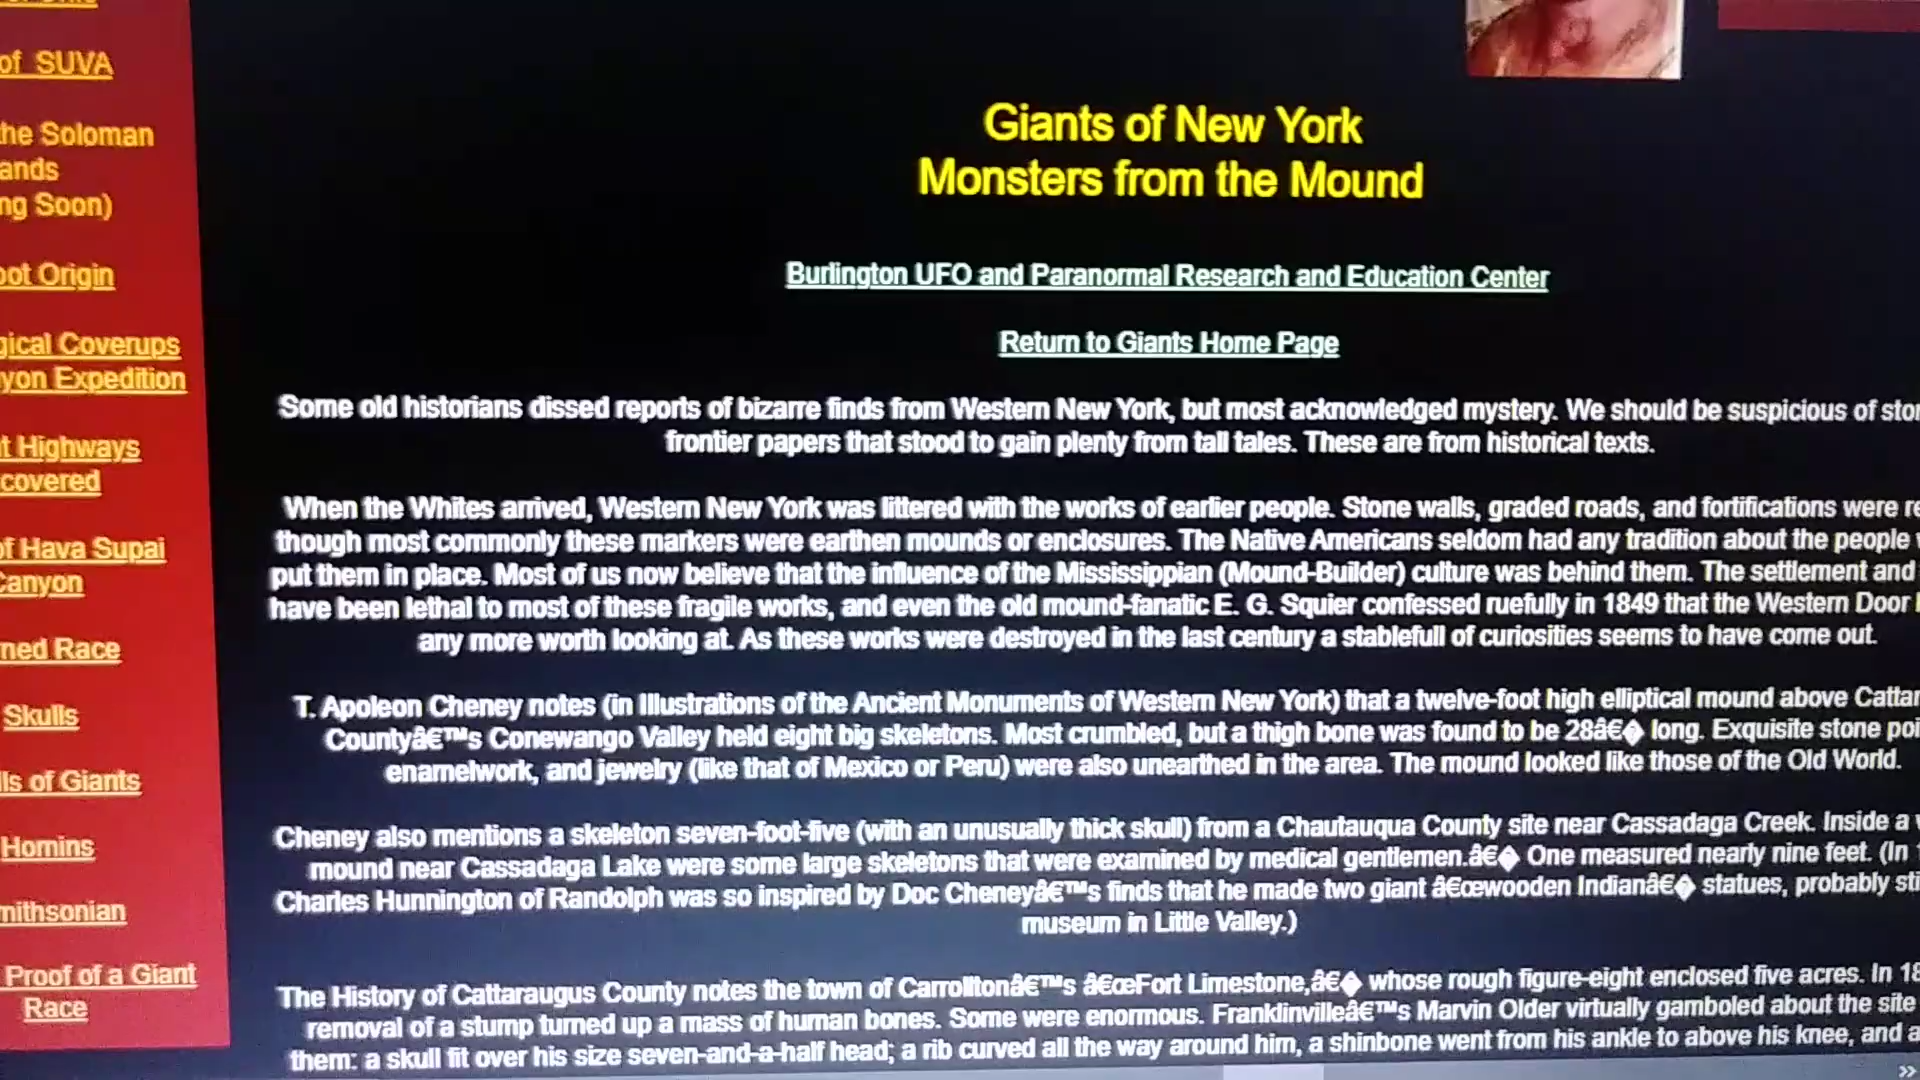 of SUVA
the Soloman
ands
ng Soon)
oot Origin
gical Coverups
yon Expedition
t Highways
covered
of Hava Supai
Canyon
ned Race
Skulls
lls of Giants
Homins
mithsonian
Proof of a Giant
Race
Giants of New York
Monsters from the Mound
Burlington UFO and Paranormal Research and Education Center
Return to Giants Home Page
Some old historians dissed reports of bizarre finds from Western New York, but most acknowledged mystery. We should be suspicious of stor
frontier papers that stood to gain plenty from tall tales. These are from historical texts.
When the Whites arrived, Western New York was littered with the works of earlier people. Stone walls, graded roads, and fortifications were re
though most commonly these markers were earthen mounds or enclosures. The Native Americans seldom had any tradition about the people
put them in place. Most of us now believe that the influence of the Mississippian (Mound-Builder) culture was behind them. The settlement and
have been lethal to most of these fragile works, and even the old mound-fanatic E. G. Squier confessed ruefully in 1849 that the Western Door
any more worth looking at. As these works were destroyed in the last century a stablefull of curiosities seems to have come out.
T. Apoleon Cheney notes (in Illustrations of the Ancient Monuments of Western New York) that a twelve-foot high elliptical mound above Cattar
Countyâ€™s Conewango Valley held eight big skeletons. Most crumbled, but a thigh bone was found to be 28â€� long. Exquisite stone poi
enamelwork, and jewelry (like that of Mexico or Peru) were also unearthed in the area. The mound looked like those of the Old World.
Cheney also mentions a skeleton seven-foot-five (with an unusually thick skull) from a Chautauqua County site near Cassadaga Creek. Inside a
mound near Cassadaga Lake were some large skeletons that were examined by medical gentlemen.â€� One measured nearly nine feet. (In
Charles Hunnington of Randolph was so inspired by Doc Cheneyâ€™s finds that he made two giant â€œwooden Indianâ€� statues, probably sti
museum in Little Valley.)
The History of Cattaraugus County notes the town of Carrolltonâ€™s â€œFort Limestone,â€� whose rough figure-eight enclosed five acres. In 18
removal of a stump turned up a mass of human bones. Some were enormous. Franklinvilleâ€™s Marvin Older virtually gamboled about the site
them: a skull fit over his size seven-and-a-half head; a rib curved all the way around him, a shinbone went from his ankle to above his knee, and a